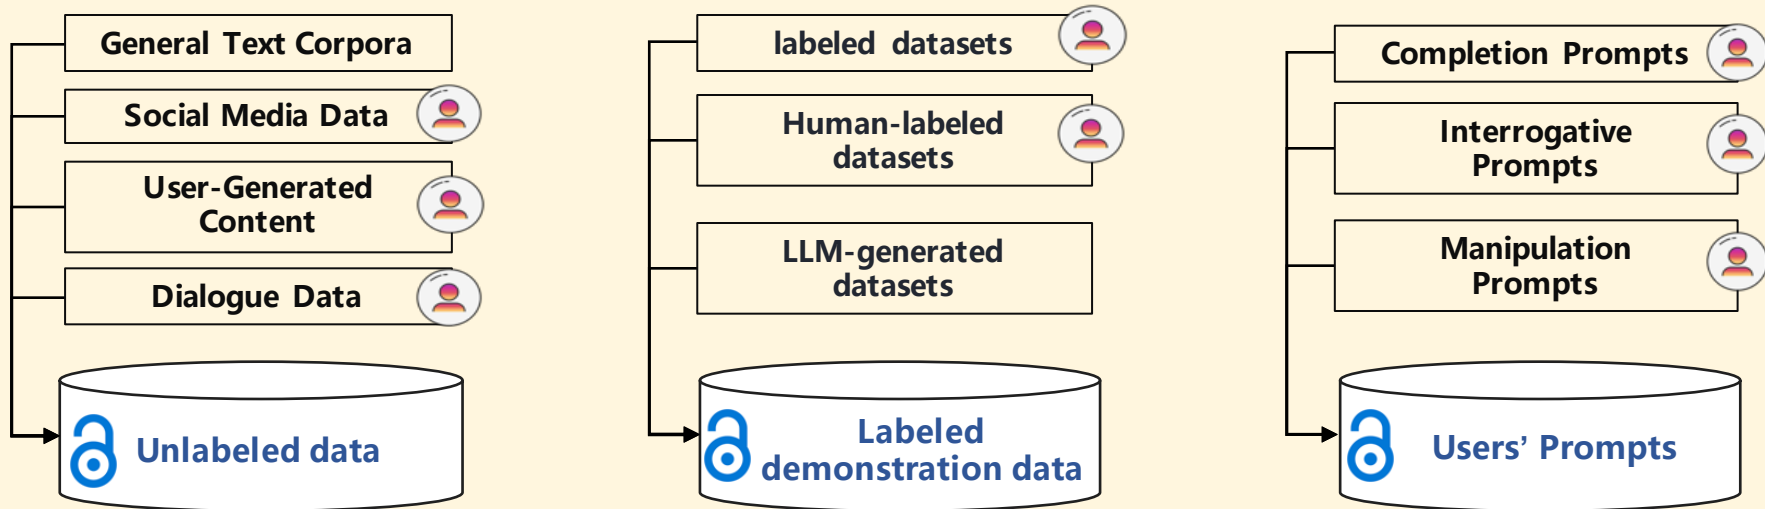 General Text Corpora
Social Media Data
User-Generated
Content
Dialogue Data
Unlabeled data
labeled datasets
Human-labeled
datasets
LLM-generated
datasets
Labeled
demonstration data
Completion Prompts
Interrogative
Prompts
Manipulation
Prompts
Users’ Prompts